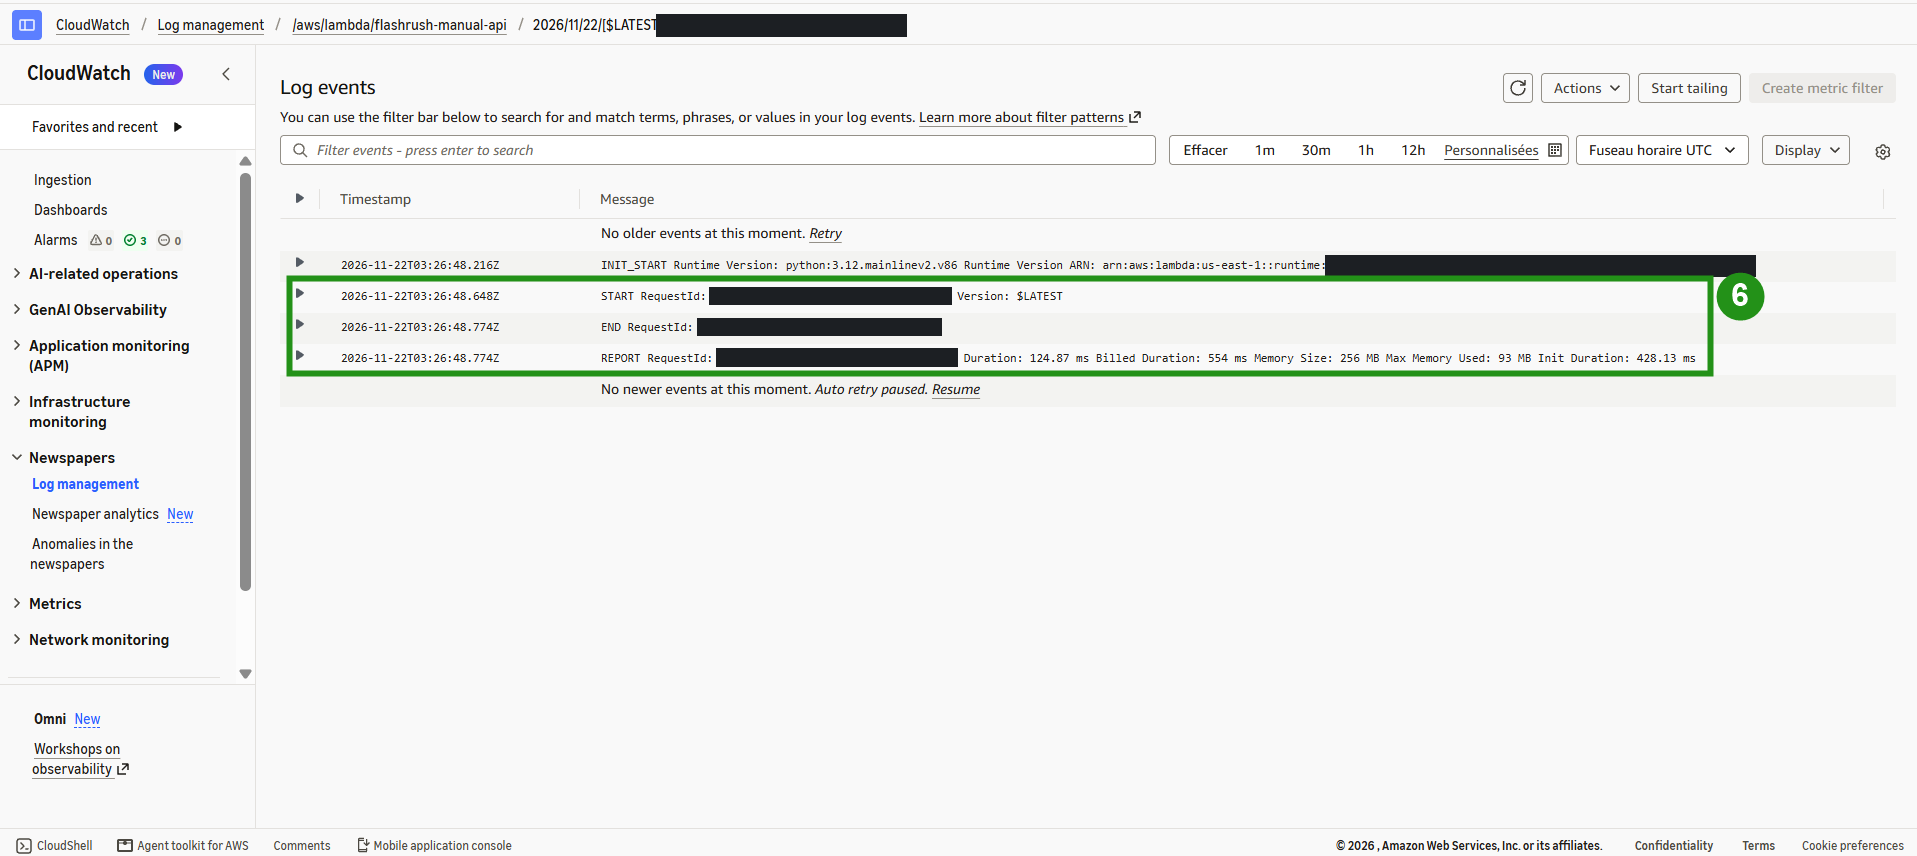 CloudWatch / Log management / /aws/lambda/flashrush-manual-api / 2026/11/22/[$LATEST
CloudWatch New
Favorites and recent
Ingestion
Dashboards
Alarms 0 3 0
AI-related operations
GenAI Observability
Application monitoring
(APM)
Infrastructure
monitoring
Newspapers
Log management
Newspaper analytics New
Anomalies in the
newspapers
Metrics
Network monitoring
Omni New
Workshops on
observability
Log events
Actions Start tailing Create metric filter
You can use the filter bar below to search for and match terms, phrases, or values in your log events. Learn more about filter patterns
Filter events - press enter to search
Effacer 1m 30m 1h 12h Personnalisées Fuseau horaire UTC Display
Timestamp Message
No older events at this moment. Retry
2026-11-22T03:26:48.216Z INIT_START Runtime Version: python:3.12.mainlinev2.v86 Runtime Version ARN: arn:aws:lambda:us-east-1::runtime:
2026-11-22T03:26:48.648Z START RequestId: Version: $LATEST
6
2026-11-22T03:26:48.774Z END RequestId:
2026-11-22T03:26:48.774Z REPORT RequestId: Duration: 124.87 ms Billed Duration: 554 ms Memory Size: 256 MB Max Memory Used: 93 MB Init Duration: 428.13 ms
No newer events at this moment. Auto retry paused. Resume
CloudShell Agent toolkit for AWS Comments Mobile application console
© 2026 , Amazon Web Services, Inc. or its affiliates. Confidentiality Terms Cookie preferences